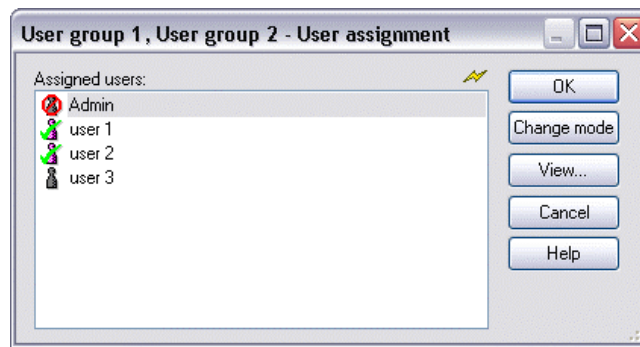 User group 1, User group 2 - User assignment
Assigned users:
Admin
user 1
user 2
user 3
OK
Change mode
View...
Cancel
Help